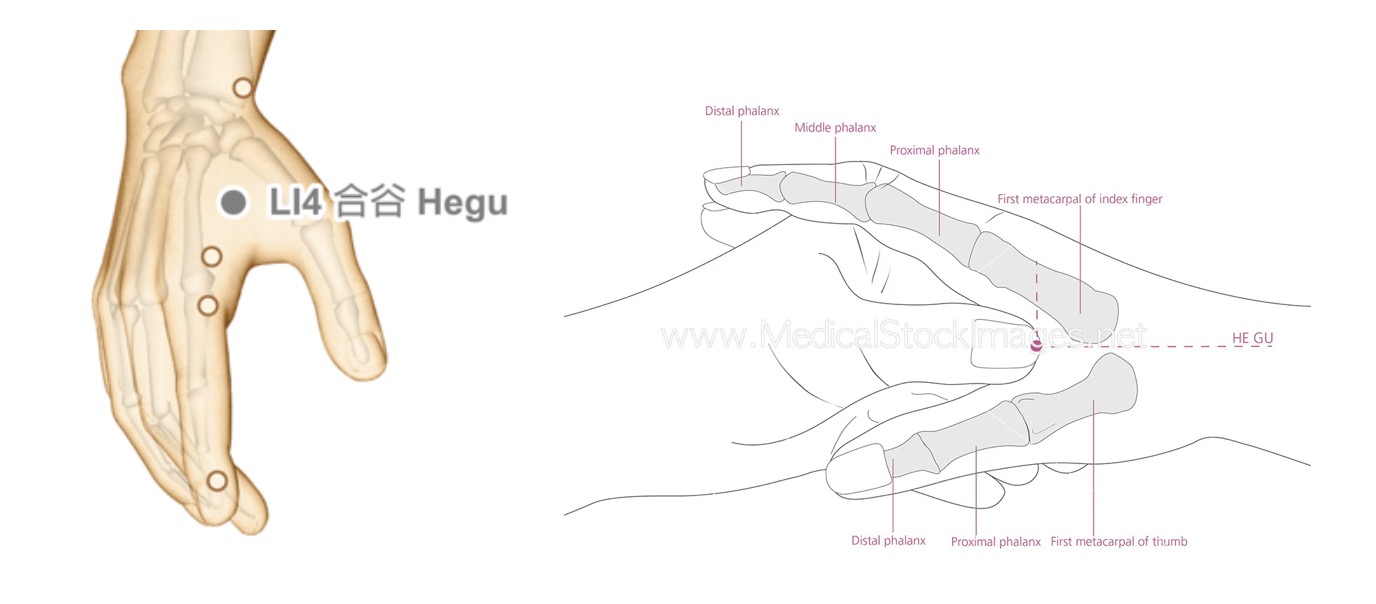 LI4 合谷 Hegu
Distal phalanx
Middle phalanx
Proximal phalanx
First metacarpal of index finger
www.MedicalStockImages.net
HE GU
Distal phalanx
Proximal phalanx
First metacarpal of thumb